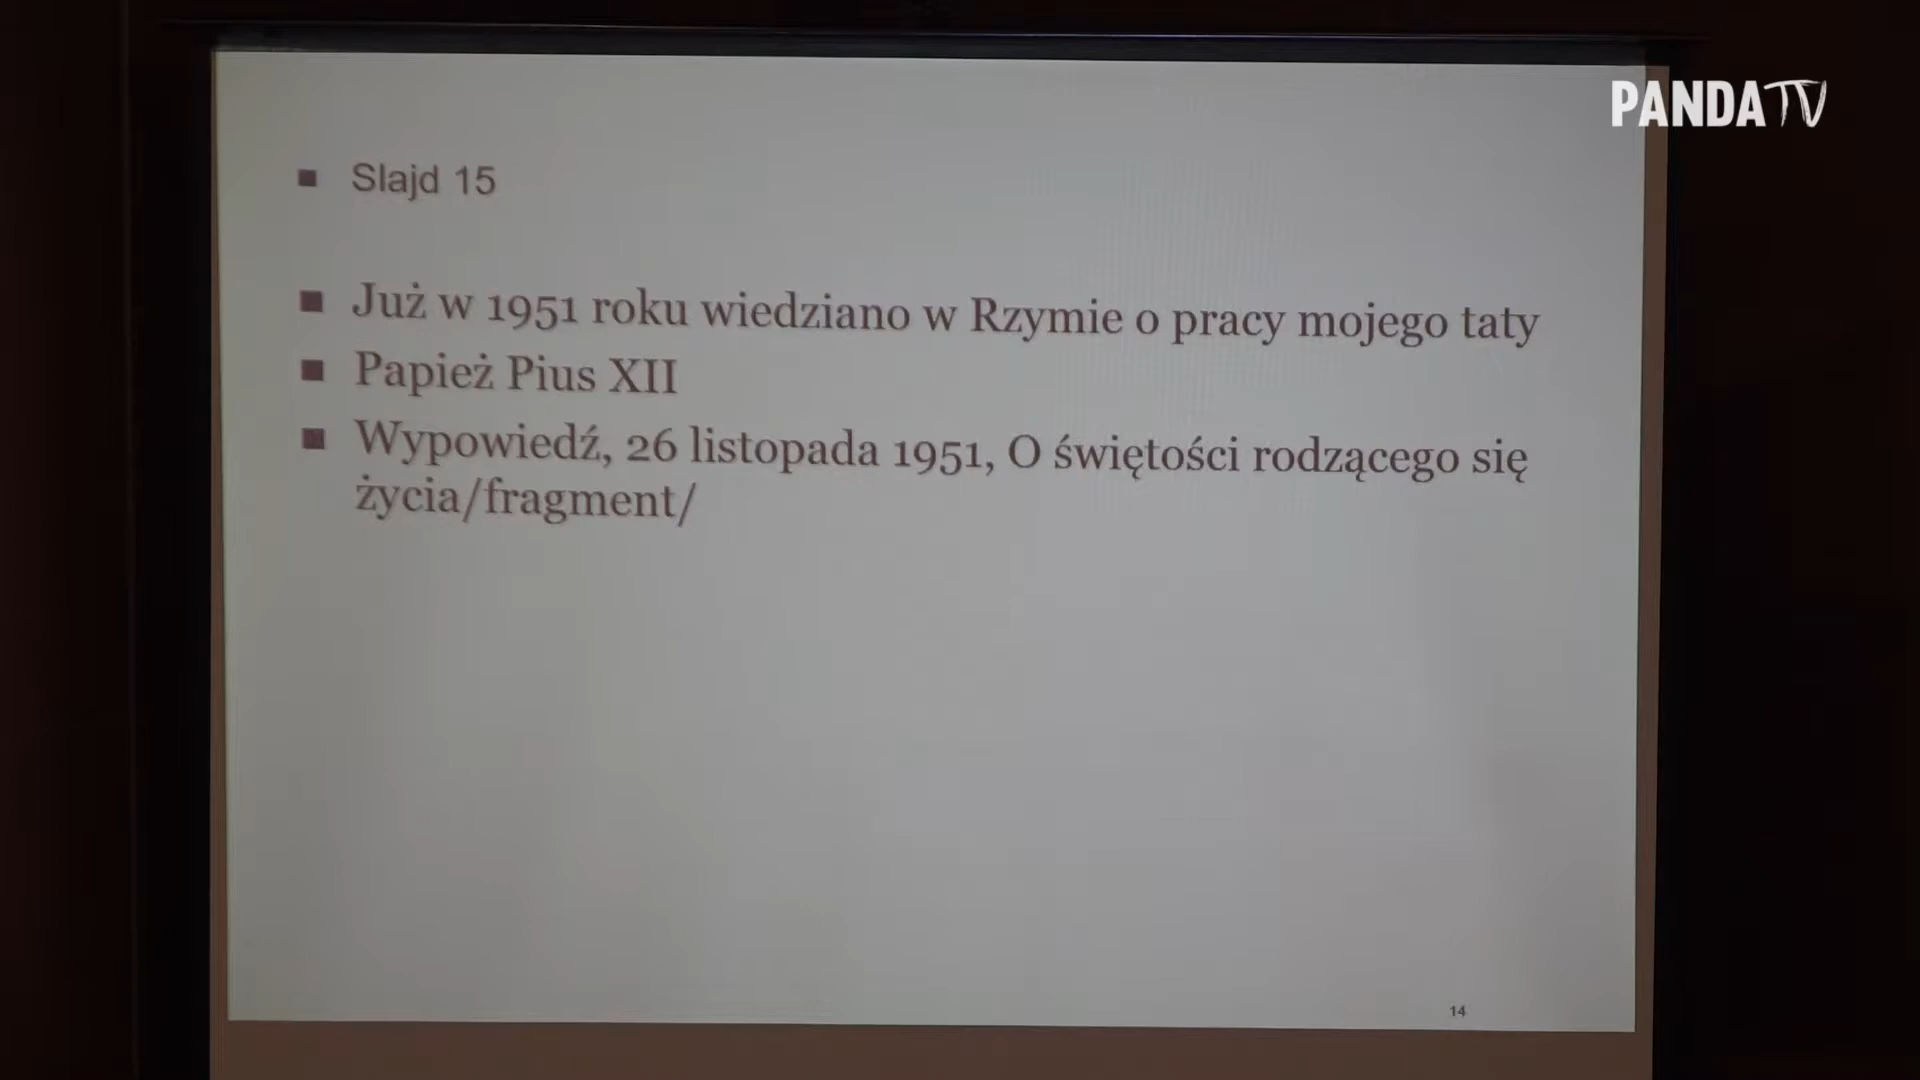 PANDA TV
Slajd 15
Już w 1951 roku wiedziano w Rzymie o pracy mojego taty
Papież Pius XII
Wypowiedź, 26 listopada 1951, O świętości rodzącego się
życia/fragment/
14